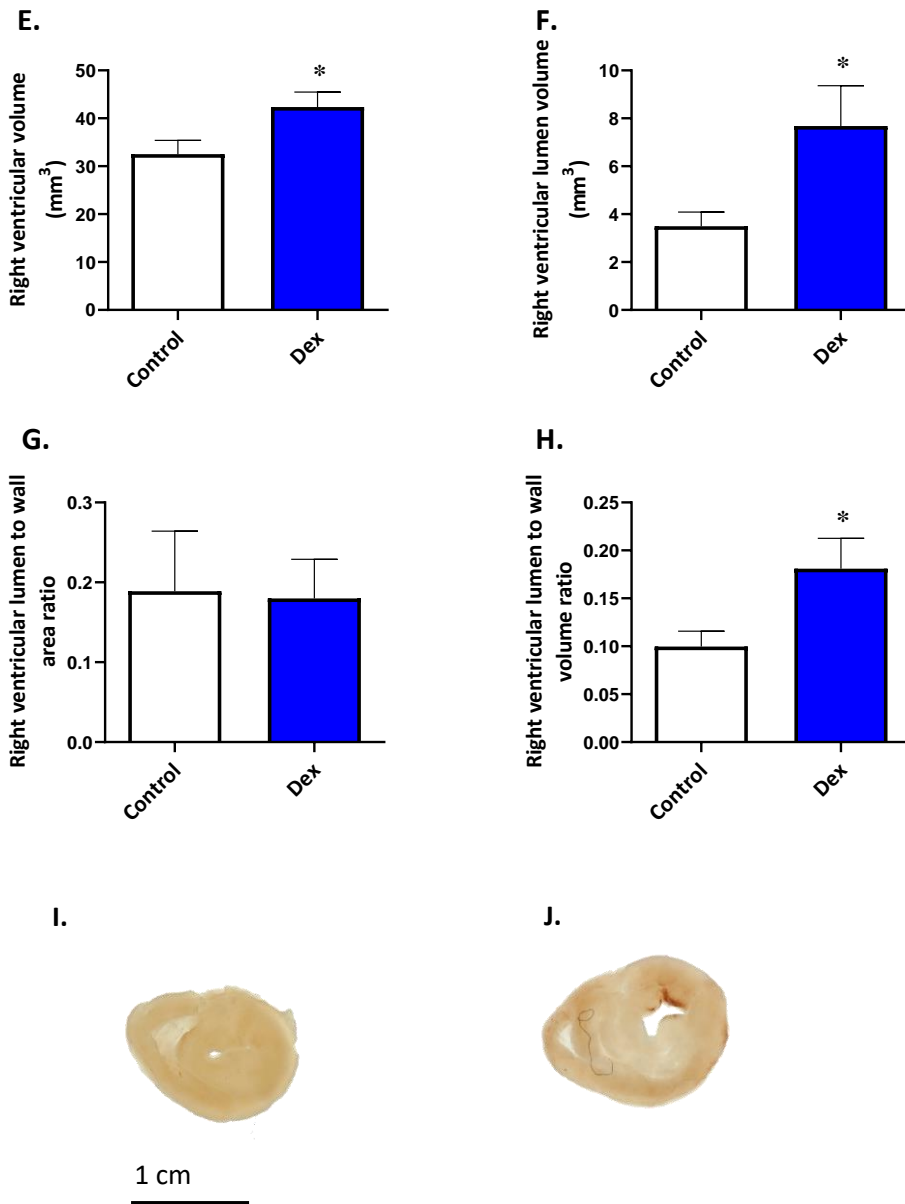 E.
Right ventricular volume
(mm³)
50
40
30
20
10
0
*
Control
Dex
F.
Right ventricular lumen volume
(mm³)
10
8
6
4
2
0
*
Control
Dex
G.
Right ventricular lumen to wall
area ratio
0.3
0.2
0.1
0.0
Control
Dex
H.
Right ventricular lumen to wall
volume ratio
0.25
0.20
0.15
0.10
0.05
0.00
*
Control
Dex
I.
J.
1 cm